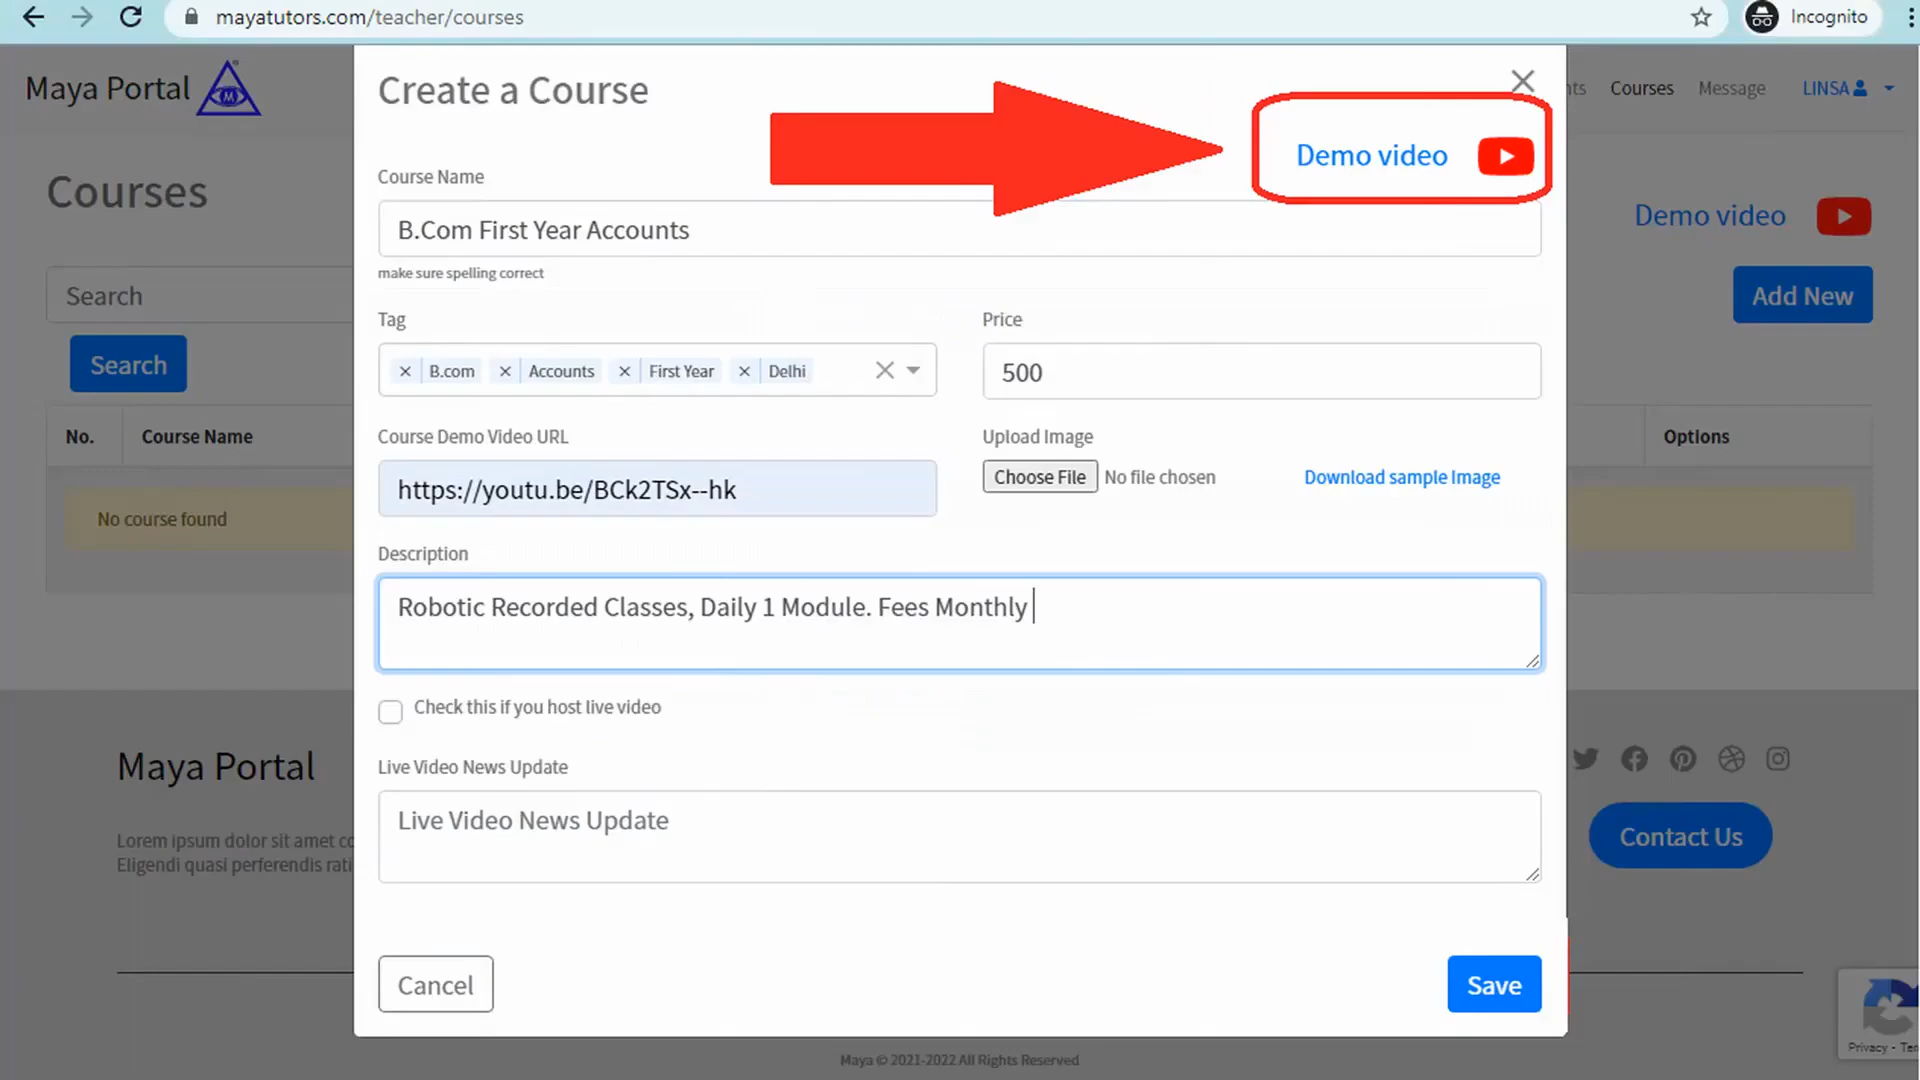 mayatutors.com/teacher/courses
Incognito
Maya Portal
M
Create a Course
nts
Courses
Message
LINSA
Demo video
Courses
Course Name
B.Com First Year Accounts
Demo video
make sure spelling correct
Search
Add New
Tag
Price
Search
× B.com × Accounts × First Year × Delhi
500
No.
Course Name
Course Demo Video URL
Upload Image
Options
https://youtu.be/BCk2TSx--hk
Choose File No file chosen
Download sample Image
No course found
Description
Robotic Recorded Classes, Daily 1 Module. Fees Monthly
Check this if you host live video
Maya Portal
Live Video News Update
Live Video News Update
Contact Us
Lorem ipsum dolor sit amet co
Eligendi quasi perferendis rati
Cancel
Save
Privacy - Ter
Maya © 2021-2022 All Rights Reserved